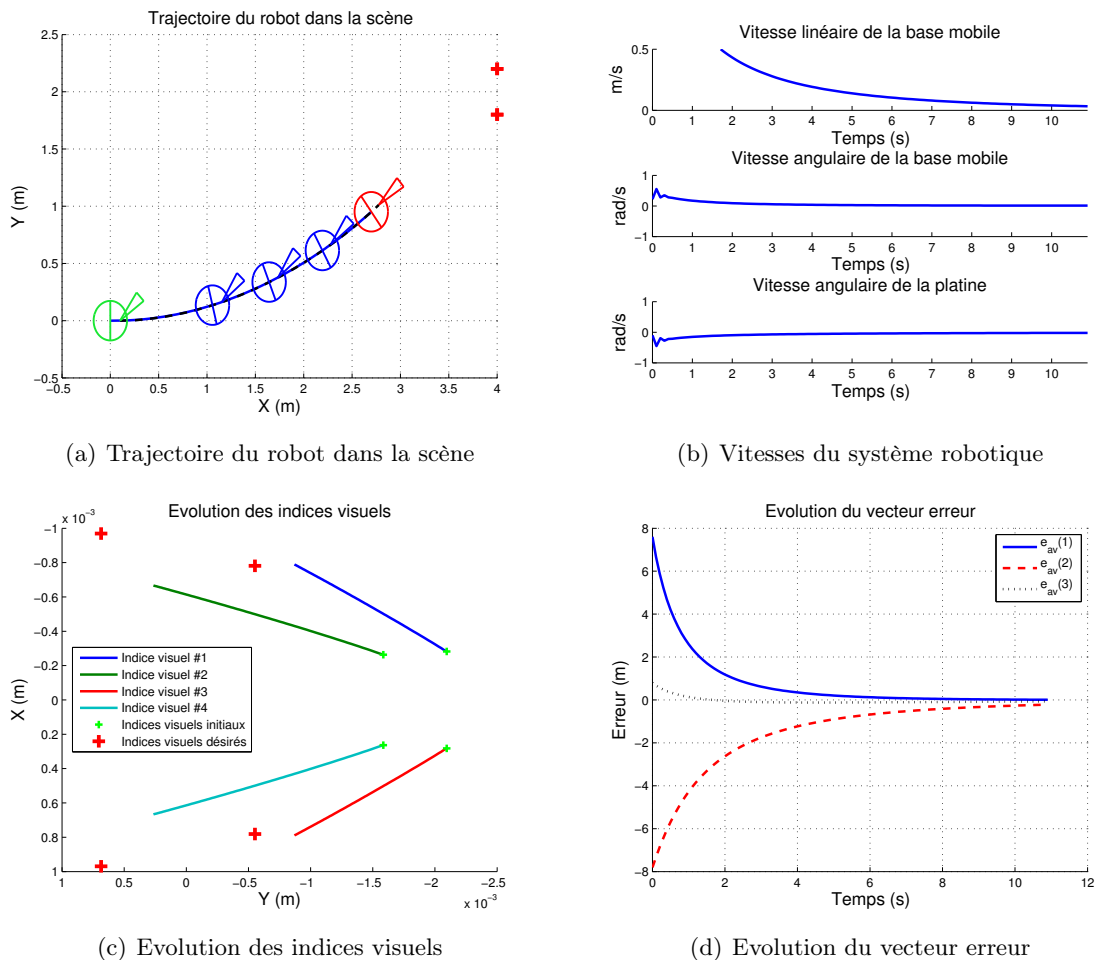 Trajectoire du robot dans la scène
2.5
2
1.5
1
0.5
0
−0.5
Y (m)
−0.5 0 0.5 1 1.5 2 2.5 3 3.5 4
X (m)
(a) Trajectoire du robot dans la scène
Vitesse linéaire de la base mobile
0.5
0
m/s
0 1 2 3 4 5 6 7 8 9 10
Temps (s)
Vitesse angulaire de la base mobile
1
0
−1
rad/s
0 1 2 3 4 5 6 7 8 9 10
Temps (s)
Vitesse angulaire de la platine
1
0
−1
rad/s
0 1 2 3 4 5 6 7 8 9 10
Temps (s)
(b) Vitesses du système robotique
Evolution des indices visuels
x 10⁻³
−1
−0.8
−0.6
−0.4
−0.2
0
0.2
0.4
0.6
0.8
1
X (m)
Indice visuel #1
Indice visuel #2
Indice visuel #3
Indice visuel #4
Indices visuels initiaux
Indices visuels désirés
1 0.5 0 −0.5 −1 −1.5 −2 −2.5
Y (m)
x 10⁻³
(c) Evolution des indices visuels
Evolution du vecteur erreur
8
6
4
2
0
−2
−4
−6
−8
Erreur (m)
e_av(1)
e_av(2)
e_av(3)
0 2 4 6 8 10 12
Temps (s)
(d) Evolution du vecteur erreur